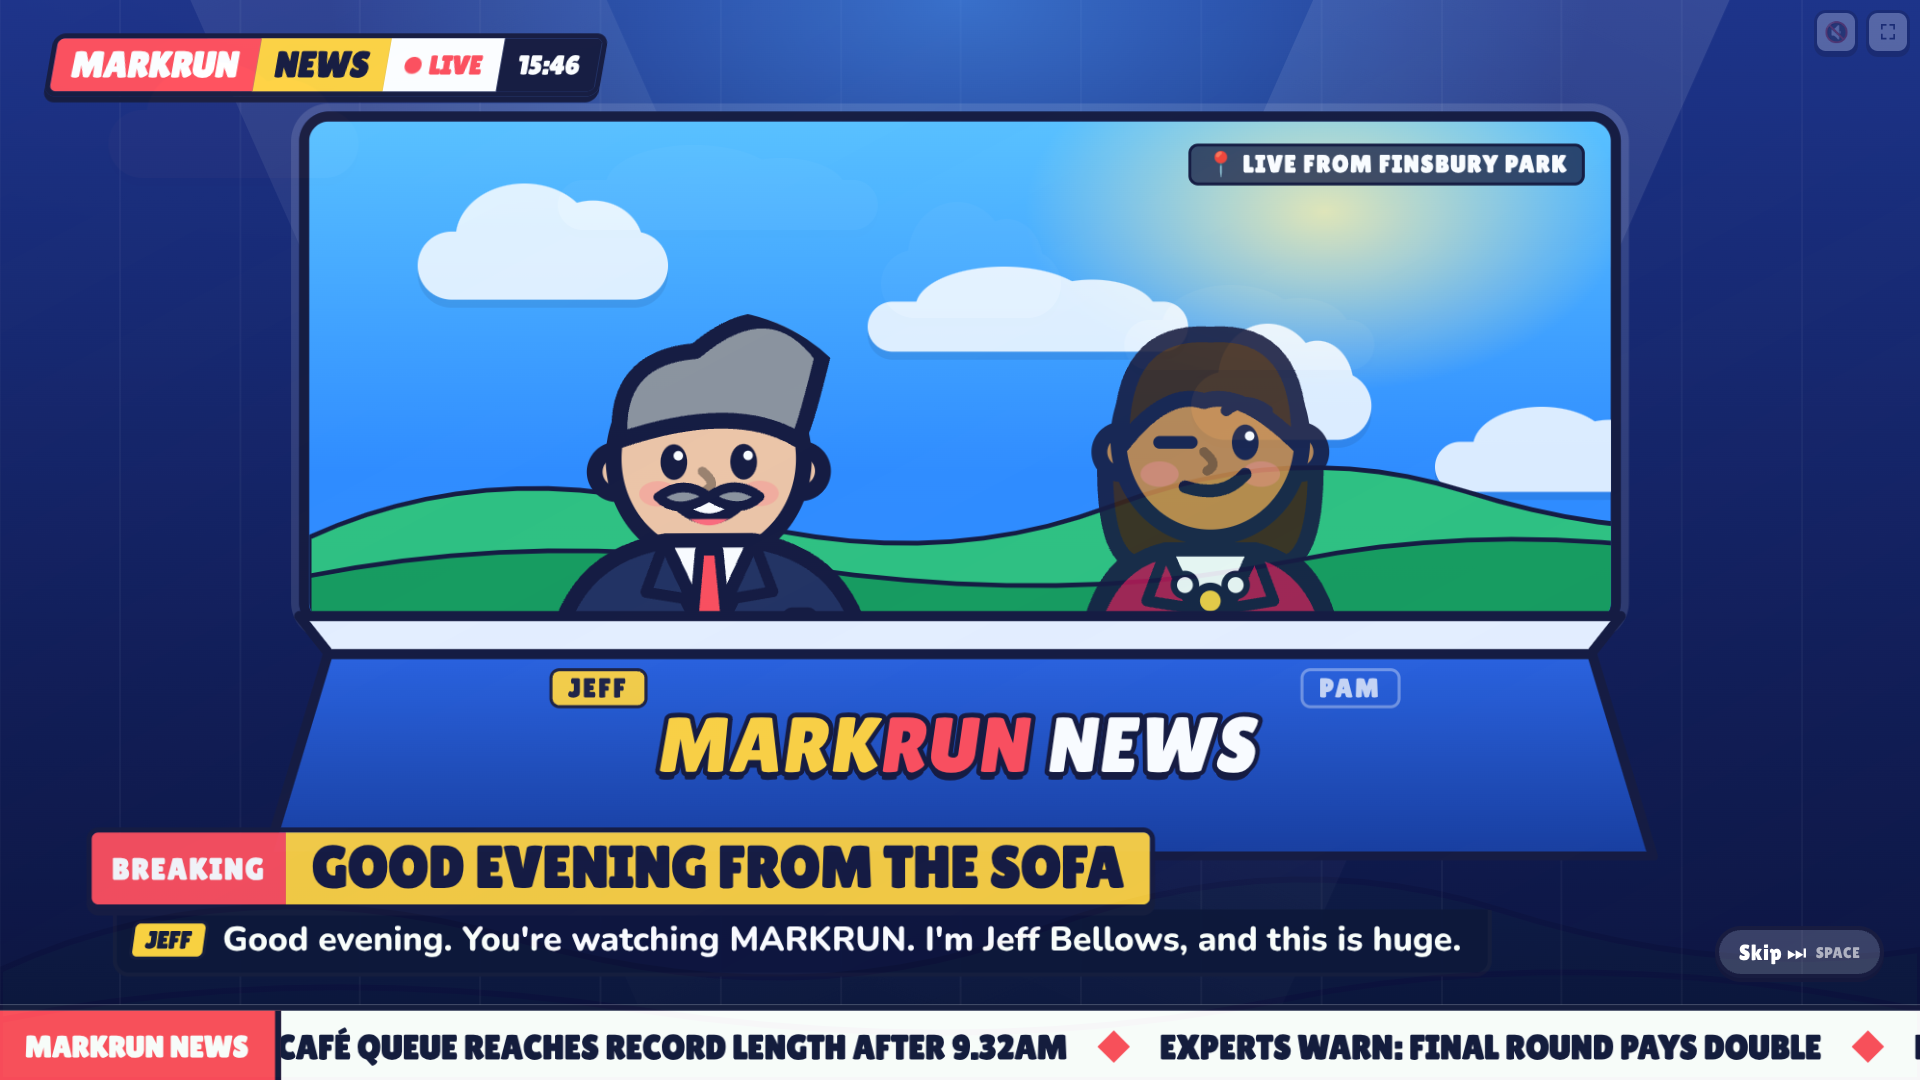 MARKRUN NEWS LIVE 15:46
LIVE FROM FINSBURY PARK
JEFF
PAM
MARKRUN NEWS
BREAKING
GOOD EVENING FROM THE SOFA
JEFF
Good evening. You're watching MARKRUN. I'm Jeff Bellows, and this is huge.
Skip SPACE
MARKRUN NEWS
CAFÉ QUEUE REACHES RECORD LENGTH AFTER 9.32AM
EXPERTS WARN: FINAL ROUND PAYS DOUBLE